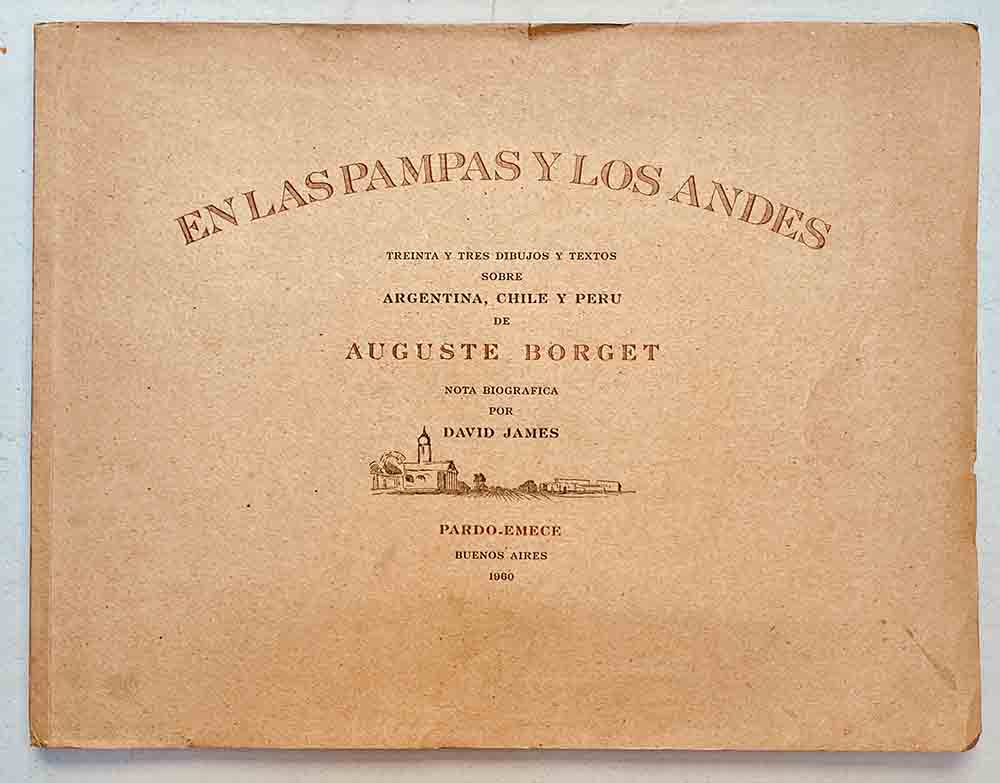 EN LAS PAMPAS Y LOS ANDES
TREINTA Y TRES DIBUJOS Y TEXTOS
SOBRE
ARGENTINA, CHILE Y PERU
DE
AUGUSTE BORGET
NOTA BIOGRAFICA
POR
DAVID JAMES
PARDO-EMECE
BUENOS AIRES
1960